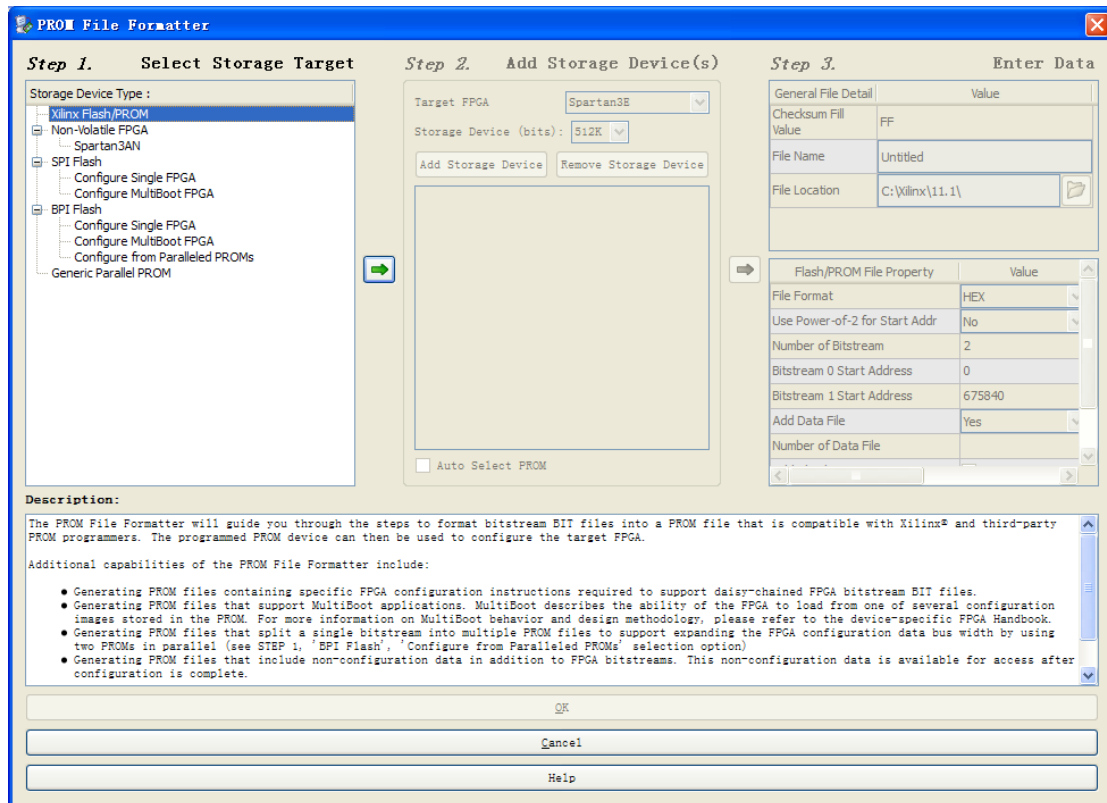 PROM File Formatter
Step 1. Select Storage Target
Storage Device Type :
Xilinx Flash/PROM
Non-Volatile FPGA
Spartan3AN
SPI Flash
Configure Single FPGA
Configure MultiBoot FPGA
BPI Flash
Configure Single FPGA
Configure MultiBoot FPGA
Configure from Paralleled PROMs
Generic Parallel PROM
Step 2. Add Storage Device(s)
Target FPGA Spartan3E
Storage Device (bits): 512K
Add Storage Device Remove Storage Device
Auto Select PROM
Step 3. Enter Data
General File Detail Value
Checksum Fill
Value FF
File Name Untitled
File Location C:\Xilinx\11.1\
Flash/PROM File Property Value
File Format HEX
Use Power-of-2 for Start Addr No
Number of Bitstream 2
Bitstream 0 Start Address 0
Bitstream 1 Start Address 675840
Add Data File Yes
Number of Data File
Description:
The PROM File Formatter will guide you through the steps to format bitstream BIT files into a PROM file that is compatible with Xilinx® and third-party
PROM programmers. The programmed PROM device can then be used to configure the target FPGA.
Additional capabilities of the PROM File Formatter include:
● Generating PROM files containing specific FPGA configuration instructions required to support daisy-chained FPGA bitstream BIT files.
● Generating PROM files that support MultiBoot applications. MultiBoot describes the ability of the FPGA to load from one of several configuration
images stored in the PROM. For more information on MultiBoot behavior and design methodology, please refer to the device-specific FPGA Handbook.
● Generating PROM files that split a single bitstream into multiple PROM files to support expanding the FPGA configuration data bus width by using
two PROMs in parallel (see STEP 1, 'BPI Flash', 'Configure from Paralleled PROMs' selection option)
● Generating PROM files that include non-configuration data in addition to FPGA bitstreams. This non-configuration data is available for access after
configuration is complete.
OK
Cancel
Help